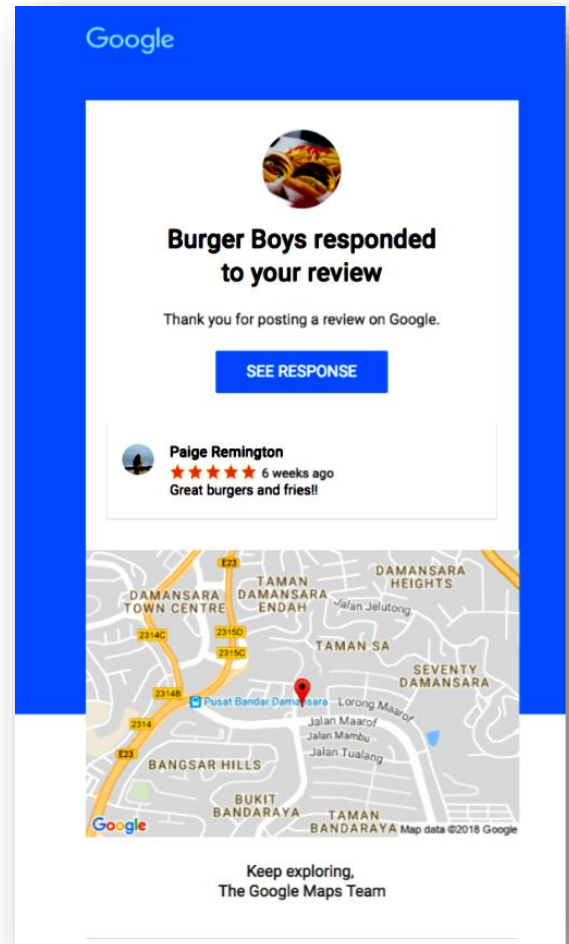 Google
Burger Boys responded
to your review
Thank you for posting a review on Google.
SEE RESPONSE
Paige Remington
6 weeks ago
Great burgers and fries!!
E23
DAMANSARA
HEIGHTS
TAMAN
DAMANSARA
ENDAH
DAMANSARA
TOWN CENTRE
Jalan Jelutong
2314C
2315D
2315C
TAMAN SA
SEVENTY
DAMANSARA
2314B
Pusat Bandar Damansara
Lorong Maarof
2314
Jalan Maarof
Jalan Mambu
Jalan Tualang
E23
BANGSAR HILLS
BUKIT
BANDARAYA
TAMAN
BANDARAYA
Google
Map data ©2018 Google
Keep exploring,
The Google Maps Team